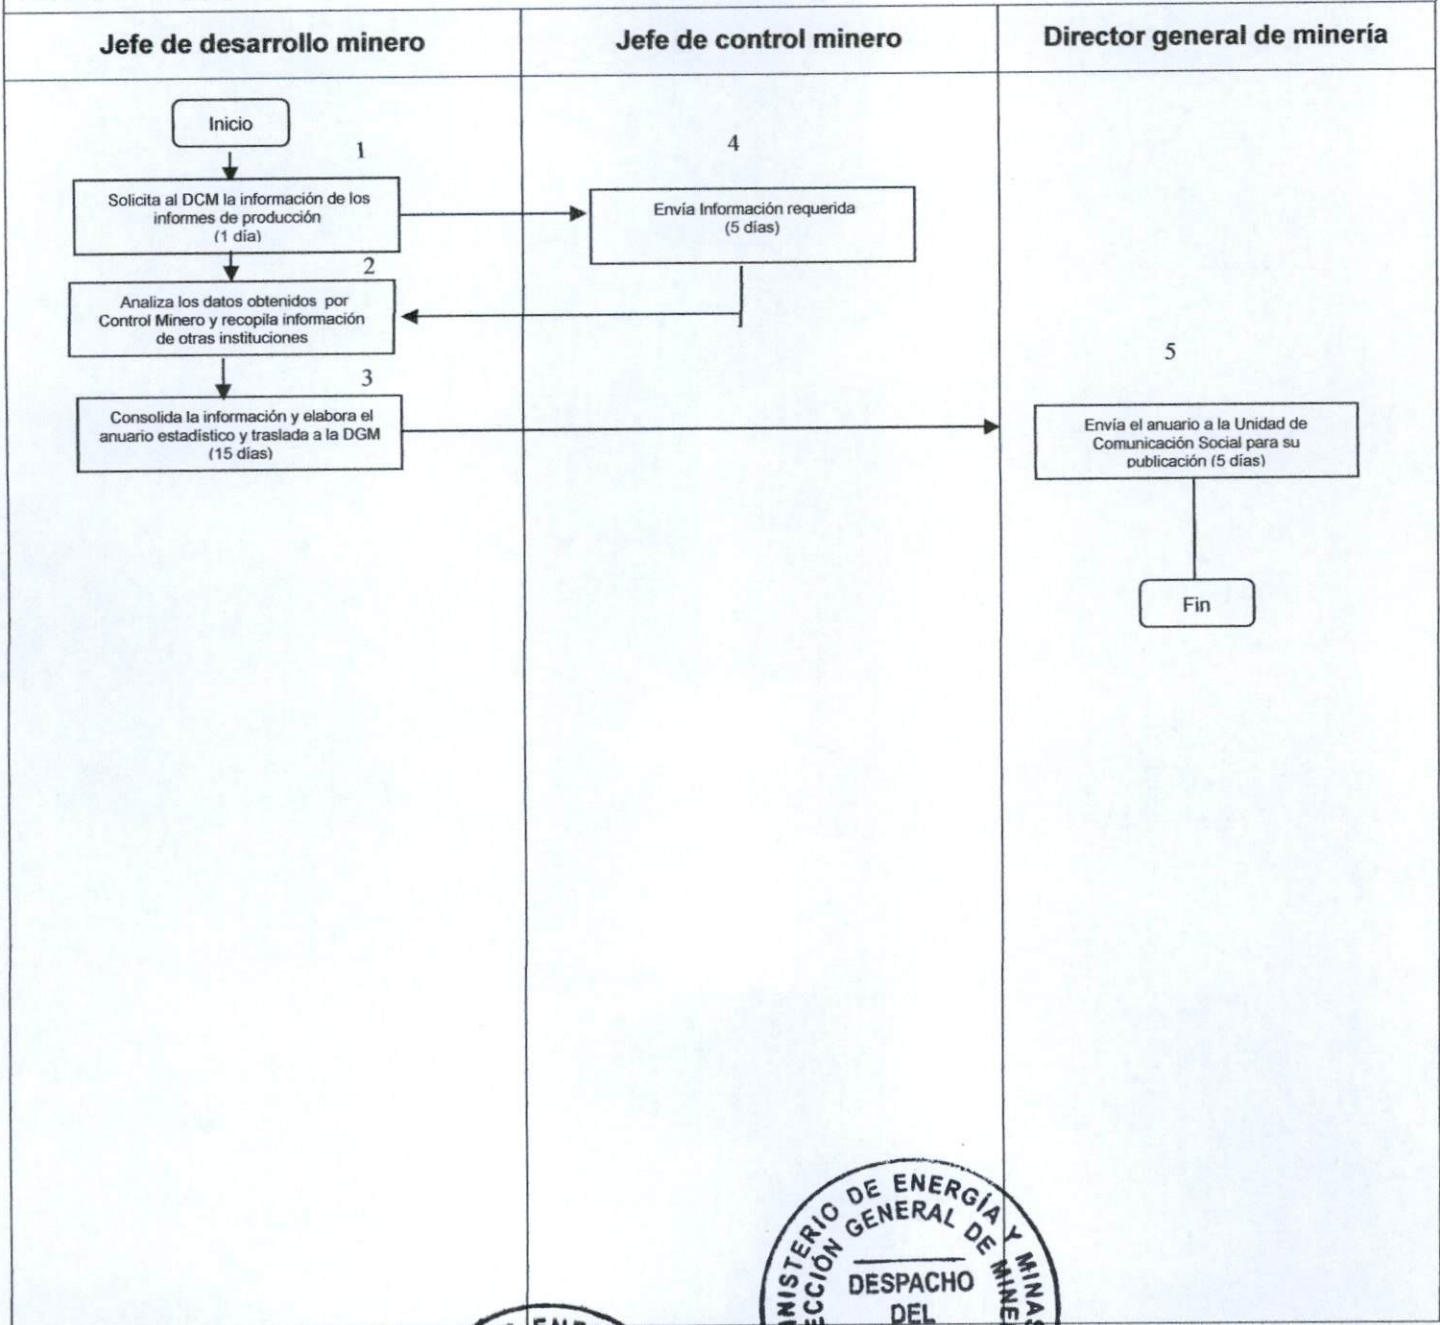 Jefe de desarrollo minero
Jefe de control minero
Director general de minería
Inicio
1
Solicita al DCM la información de los
informes de producción
(1 día)
2
Analiza los datos obtenidos por
Control Minero y recopila información
de otras instituciones
3
Consolida la información y elabora el
anuario estadístico y traslada a la DGM
(15 días)
4
Envía Información requerida
(5 días)
5
Envía el anuario a la Unidad de
Comunicación Social para su
publicación (5 días)
Fin
DE ENERGÍA Y MINAS
GENERAL DE
DESPACHO
DEL